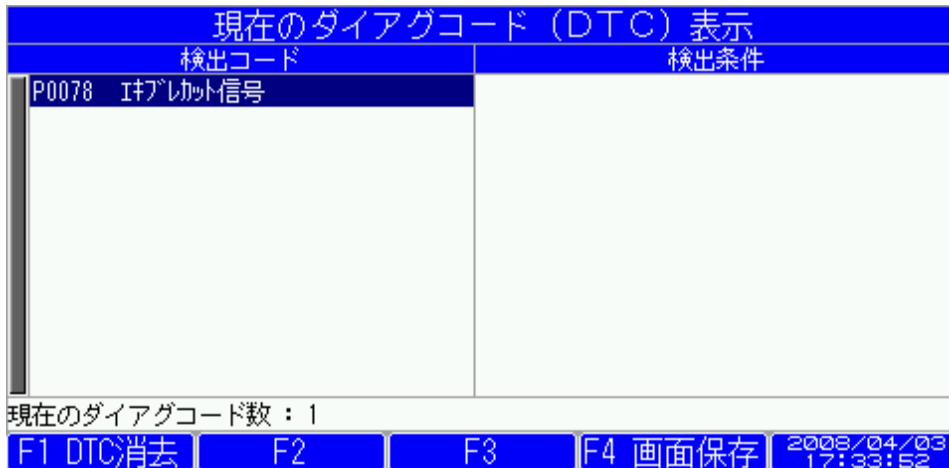 現在のダイアグコード（ＤＴＣ）表示
検出コード
検出条件
P0078 ｴｷﾌﾞﾚｶｯﾄ信号
現在のダイアグコード数：1
F1 DTC消去
F2
F3
F4 画面保存
2008/04/03
17:33:52